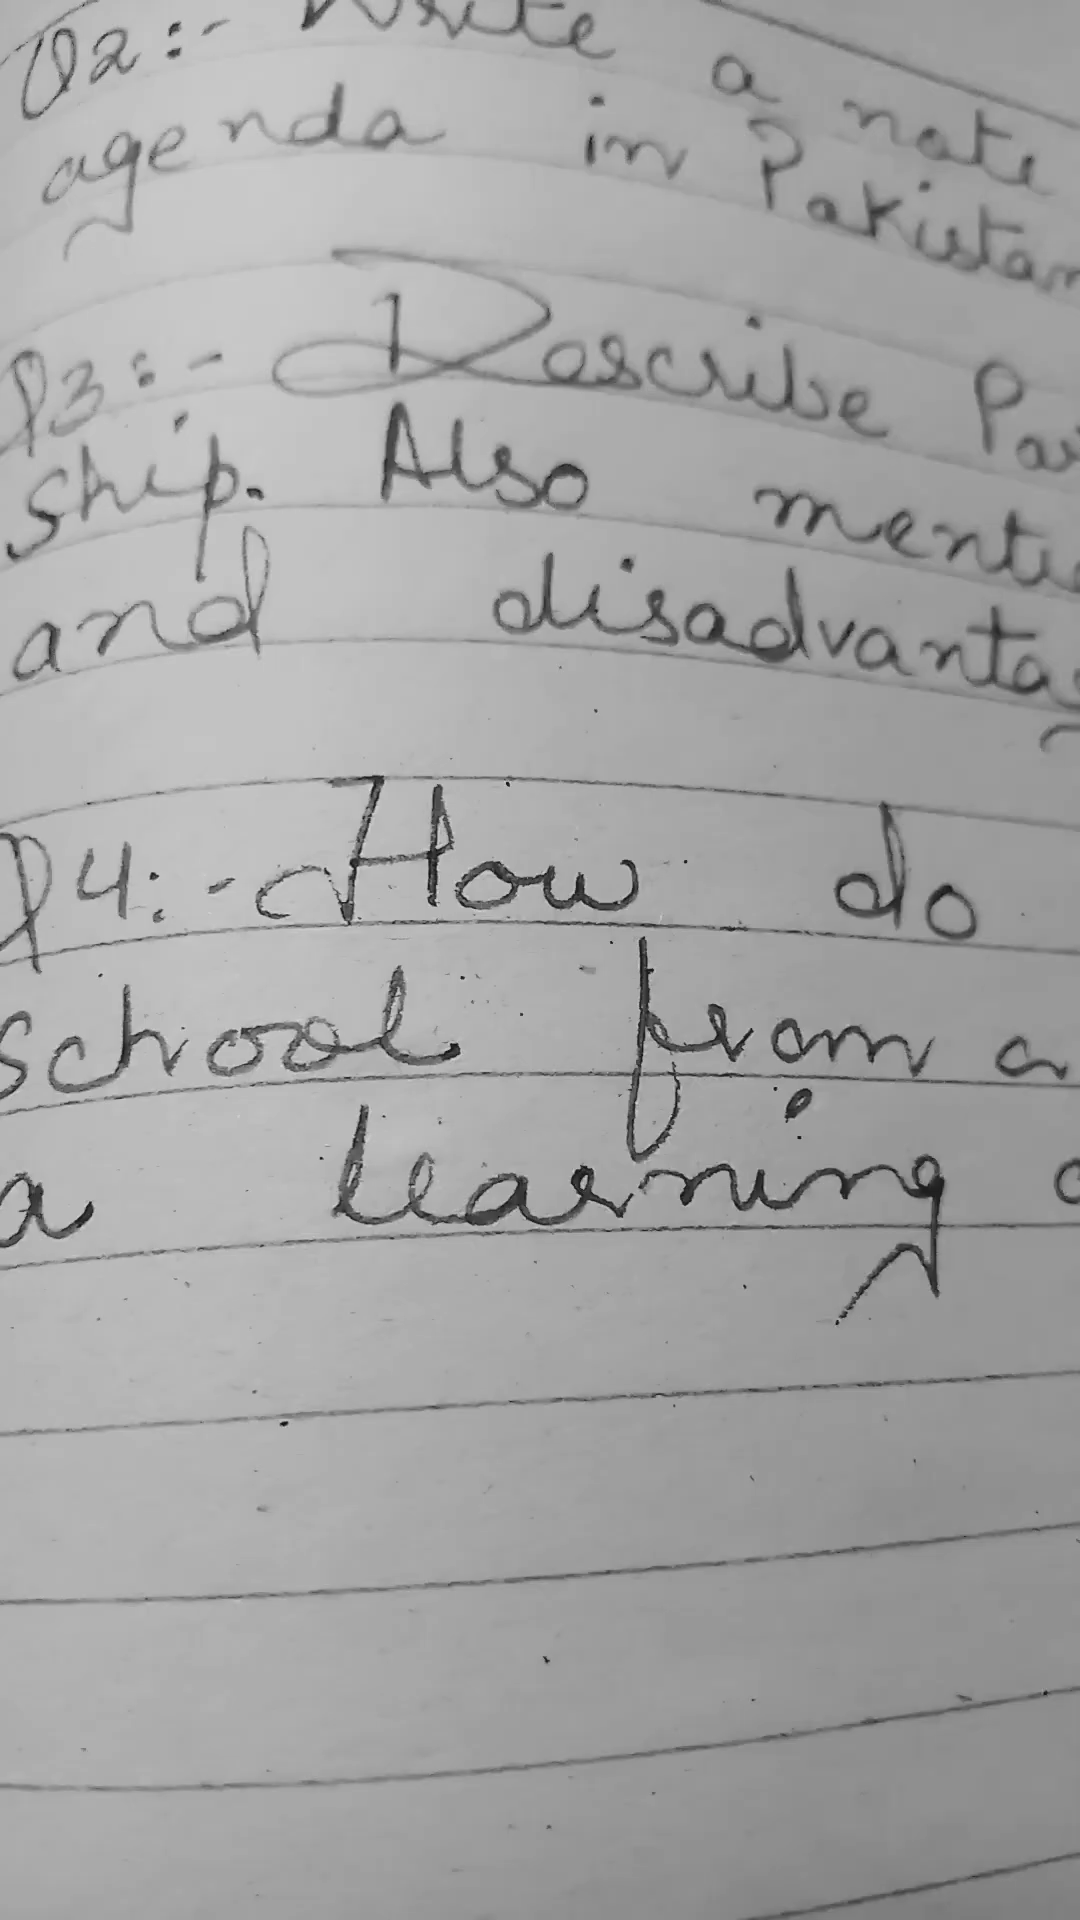 Q2:- Write a note
agenda in Pakistan
Q3:- Describe Par
ship. Also menti
and disadvanta
Q4:- How do
school from a
a learning